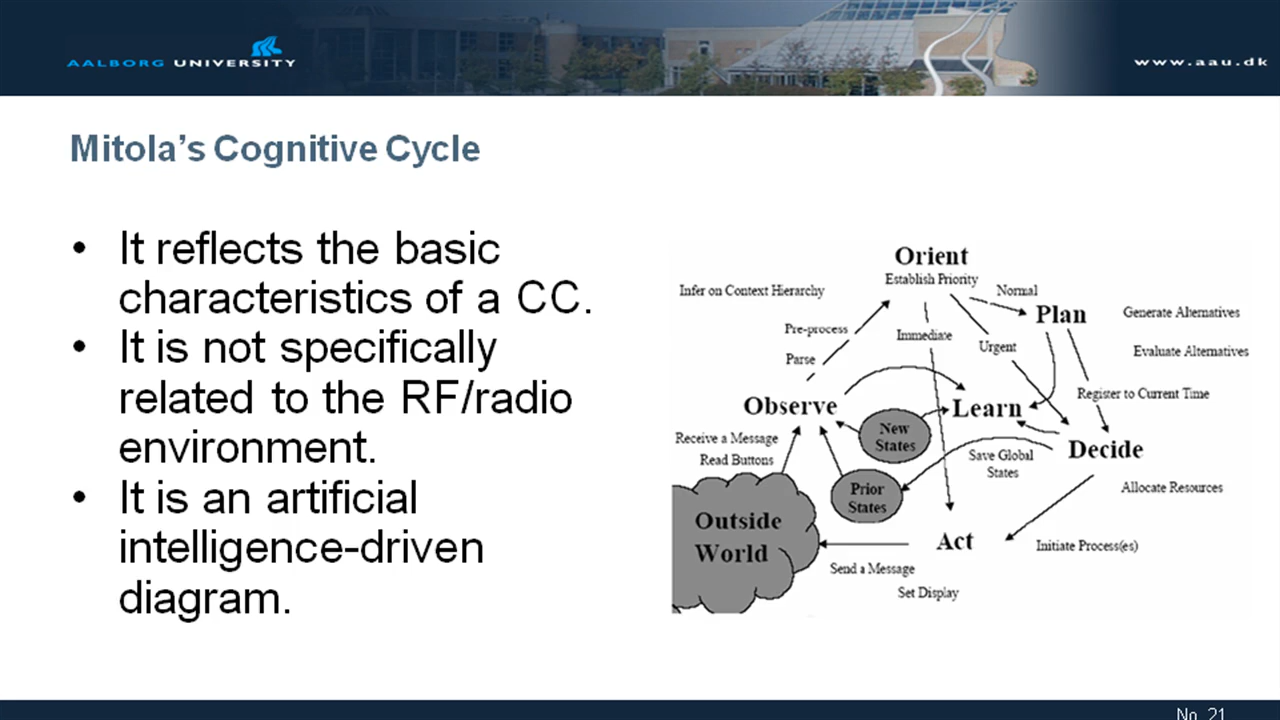 AALBORG UNIVERSITY
www.aau.dk
Mitola's Cognitive Cycle
• It reflects the basic
characteristics of a CC.
• It is not specifically
related to the RF/radio
environment.
• It is an artificial
intelligence-driven
diagram.
Orient
Establish Priority
Infer on Context Hierarchy
Normal
Plan
Generate Alternatives
Pre-process
Immediate
Urgent
Evaluate Alternatives
Parse
Register to Current Time
Observe
Learn
New
States
Receive a Message
Read Buttons
Decide
Save Global
States
Prior
States
Allocate Resources
Outside
World
Act
Initiate Process(es)
Send a Message
Set Display
No. 21